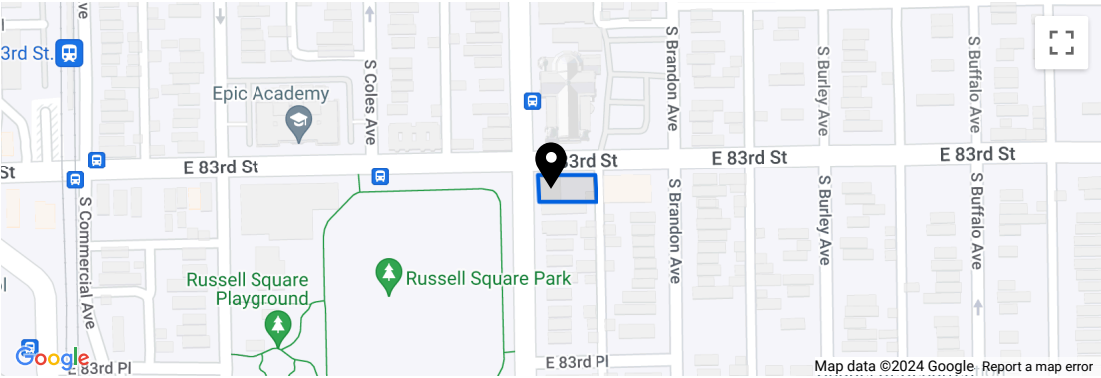 3rd St.
S Coles Ave
Epic Academy
S Brandon Ave
S Burley Ave
S Buffalo Ave
St
E 83rd St
83rd St
E 83rd St
E 83rd St
S Commercial Ave
S Brandon Ave
S Burley Ave
S Buffalo Ave
Russell Square
Playground
Russell Square Park
Google
E 83rd Pl
E 83rd Pl
Map data ©2024 Google
Report a map error